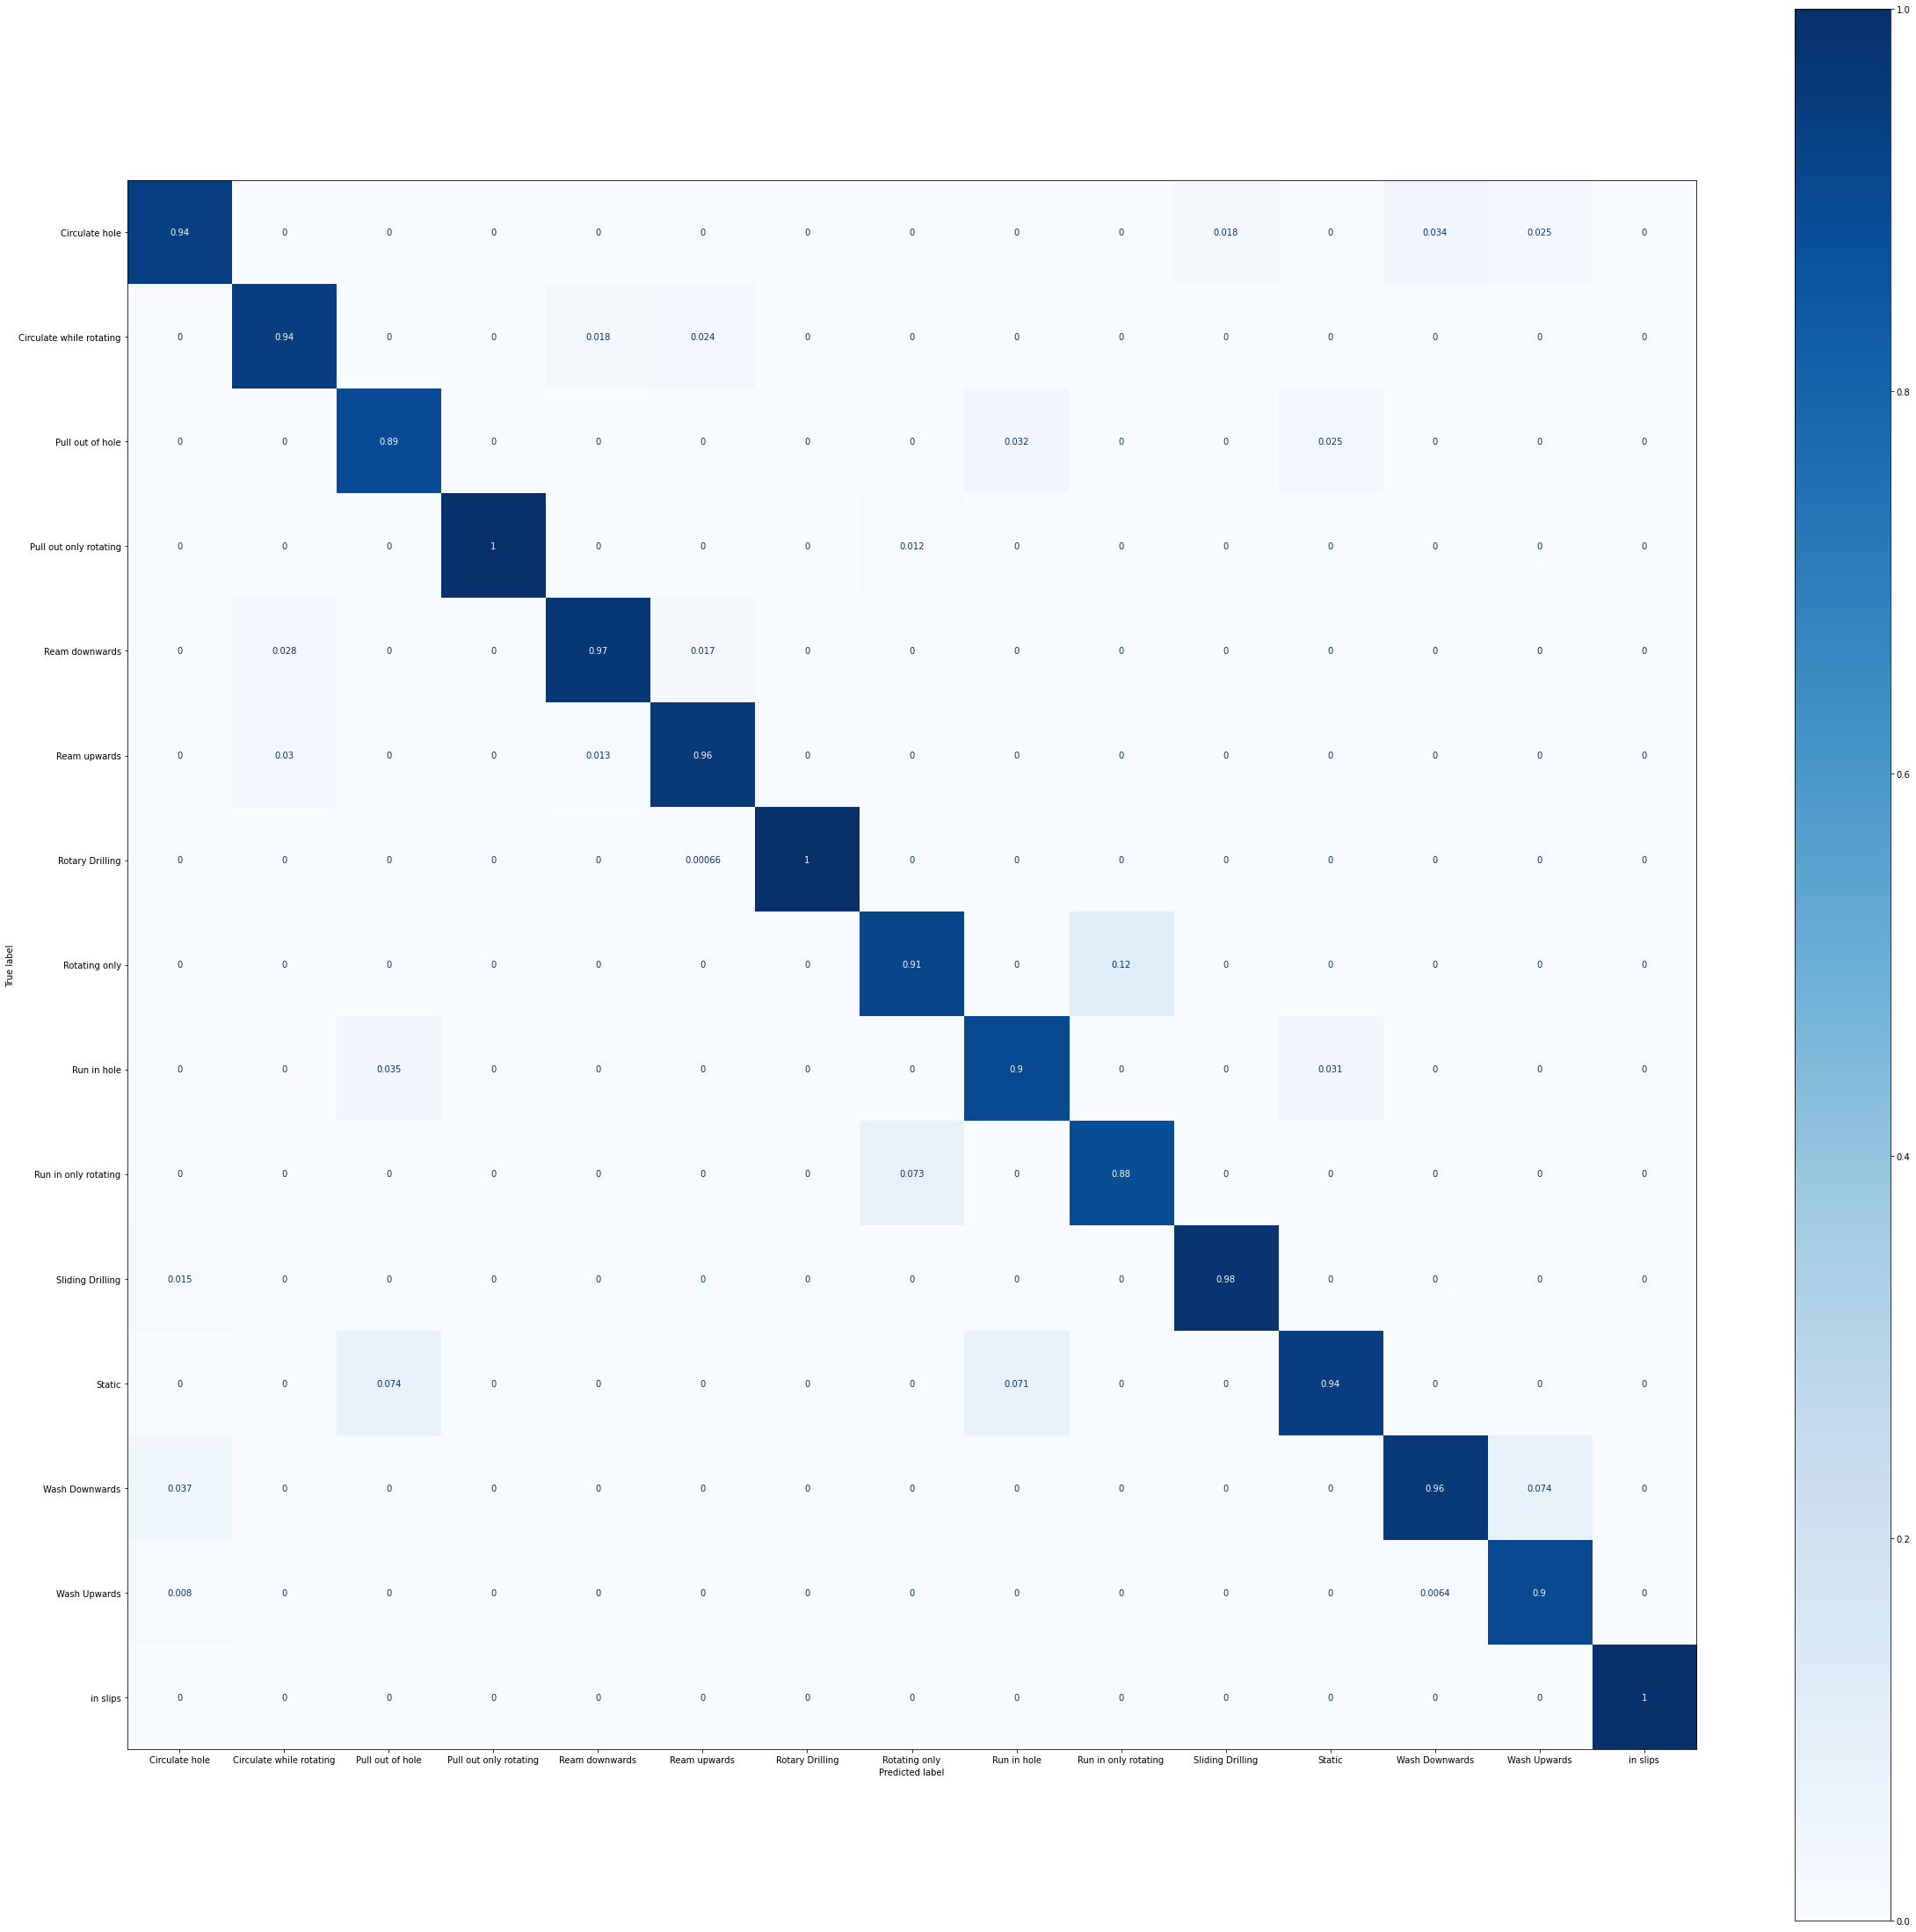 1.0
Circulate hole 0.94 0 0 0 0 0 0 0 0 0 0.018 0 0.034 0.025 0
Circulate while rotating 0 0.94 0 0 0.018 0.024 0 0 0 0 0 0 0 0 0
0.8
Pull out of hole 0 0 0.89 0 0 0 0 0 0.032 0 0 0.025 0 0 0
Pull out only rotating 0 0 0 1 0 0 0 0.012 0 0 0 0 0 0 0
Ream downwards 0 0.028 0 0 0.97 0.017 0 0 0 0 0 0 0 0 0
Ream upwards 0 0.03 0 0 0.013 0.96 0 0 0 0 0 0 0 0 0
0.6
Rotary Drilling 0 0 0 0 0 0.00066 1 0 0 0 0 0 0 0 0
True label
Rotating only 0 0 0 0 0 0 0 0.91 0 0.12 0 0 0 0 0
Run in hole 0 0 0.035 0 0 0 0 0 0.9 0 0 0.031 0 0 0
0.4
Run in only rotating 0 0 0 0 0 0 0 0.073 0 0.88 0 0 0 0 0
Sliding Drilling 0.015 0 0 0 0 0 0 0 0 0 0.98 0 0 0 0
Static 0 0 0.074 0 0 0 0 0 0.071 0 0 0.94 0 0 0
Wash Downwards 0.037 0 0 0 0 0 0 0 0 0 0 0 0.96 0.074 0
0.2
Wash Upwards 0.008 0 0 0 0 0 0 0 0 0 0 0 0.0064 0.9 0
in slips 0 0 0 0 0 0 0 0 0 0 0 0 0 0 1
Circulate hole Circulate while rotating Pull out of hole Pull out only rotating Ream downwards Ream upwards Rotary Drilling Rotating only Run in hole Run in only rotating Sliding Drilling Static Wash Downwards Wash Upwards in slips
Predicted label
0.0